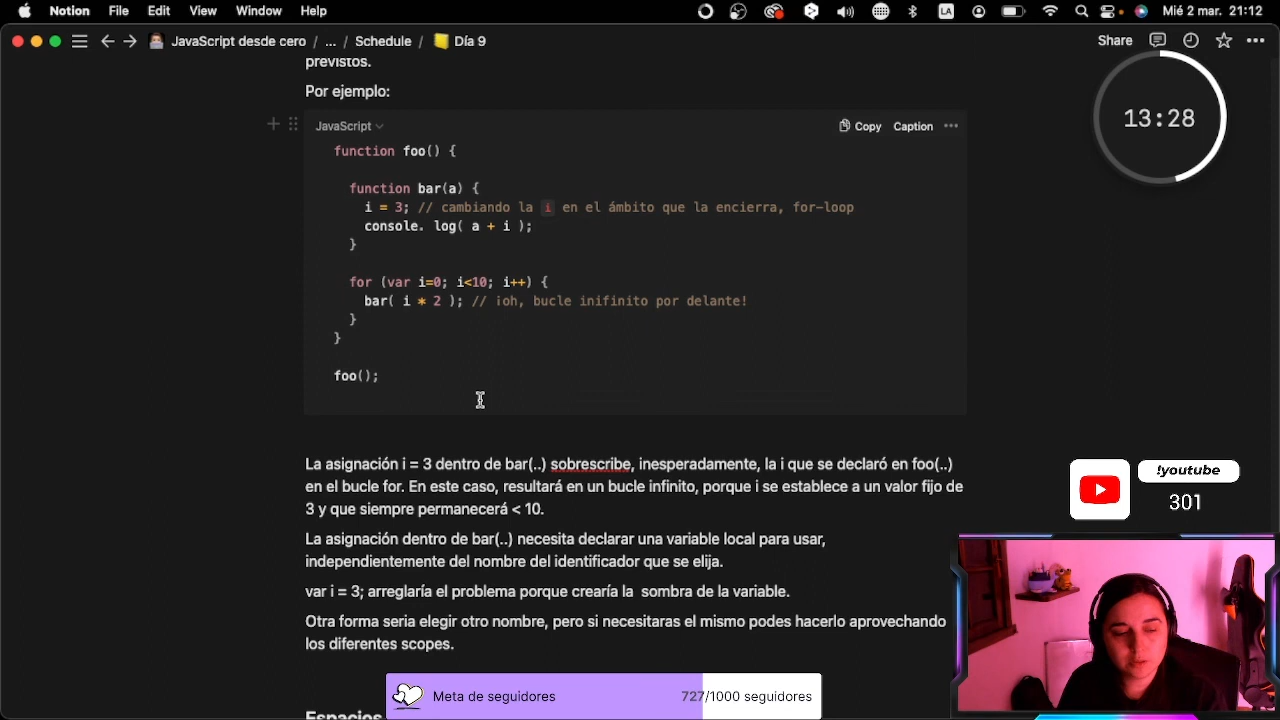 Notion File Edit View Window Help LA Mié 2 mar. 21:12
JavaScript desde cero / ... / Schedule / Día 9 Share
previstos.
Por ejemplo:
13:28
JavaScript Copy Caption
function foo() {
function bar(a) {
i = 3; // cambiando la i en el ámbito que la encierra, for-loop
console. log( a + i );
}
for (var i=0; i<10; i++) {
bar( i * 2 ); // ¡oh, bucle inifinito por delante!
}
}
foo();
La asignación i = 3 dentro de bar(..) sobrescribe, inesperadamente, la i que se declaró en foo(..)
en el bucle for. En este caso, resultará en un bucle infinito, porque i se establece a un valor fijo de
3 y que siempre permanecerá < 10.
!youtube
301
La asignación dentro de bar(..) necesita declarar una variable local para usar,
independientemente del nombre del identificador que se elija.
var i = 3; arreglaría el problema porque crearía la  sombra de la variable.
Otra forma seria elegir otro nombre, pero si necesitaras el mismo podes hacerlo aprovechando
los diferentes scopes.
Meta de seguidores 727/1000 seguidores
Espacios